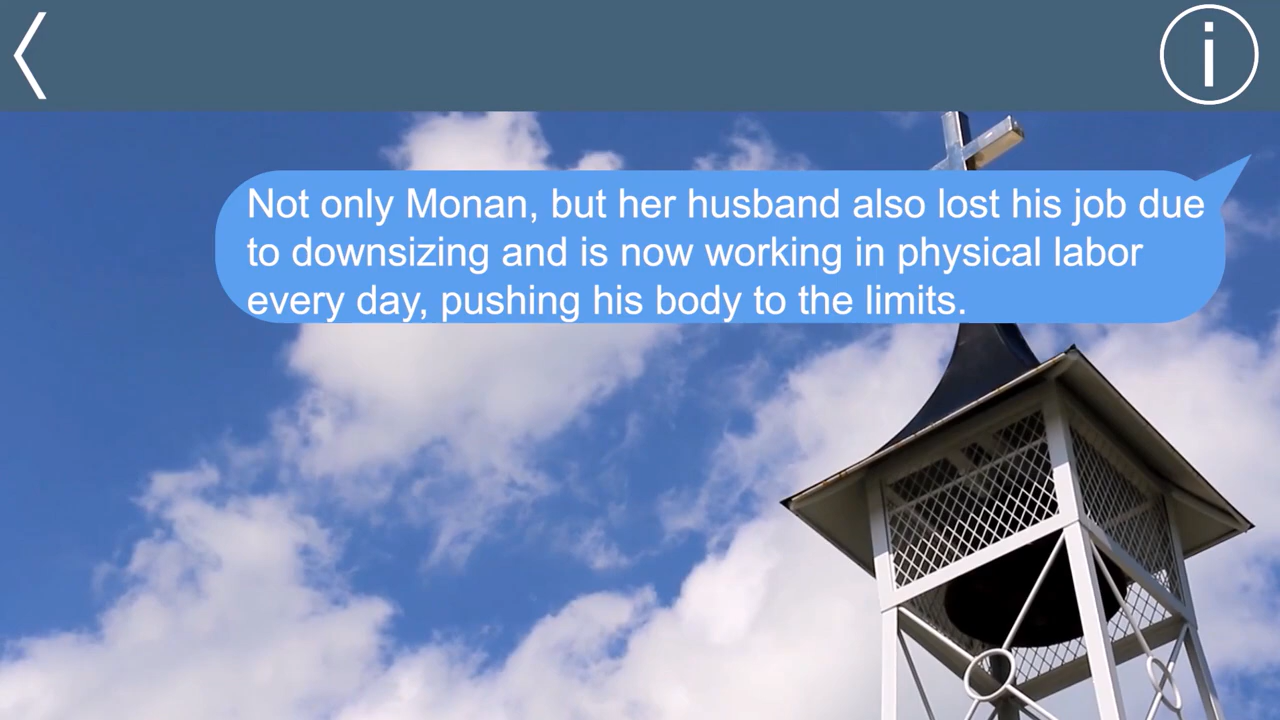 Not only Monan, but her husband also lost his job due
to downsizing and is now working in physical labor
every day, pushing his body to the limits.